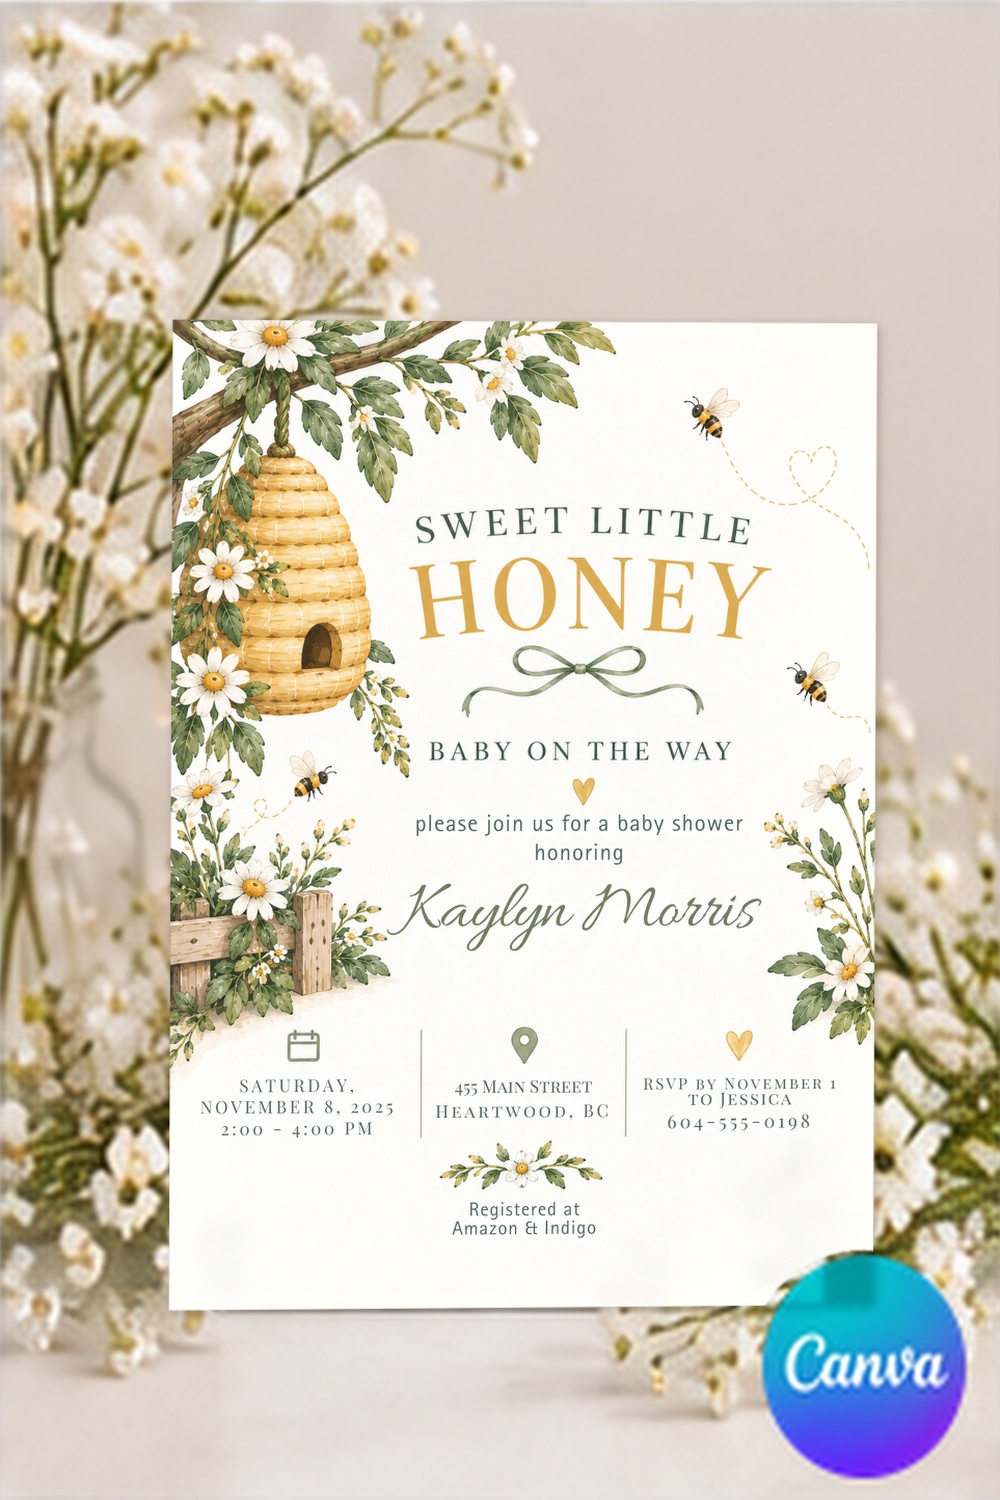 SWEET LITTLE
HONEY
BABY ON THE WAY
please join us for a baby shower
honoring
Kaylyn Morris
SATURDAY,
NOVEMBER 8, 2025
2:00 - 4:00 PM
455 MAIN STREET
HEARTWOOD, BC
RSVP BY NOVEMBER 1
TO JESSICA
604-555-0198
Registered at
Amazon & Indigo
Canva